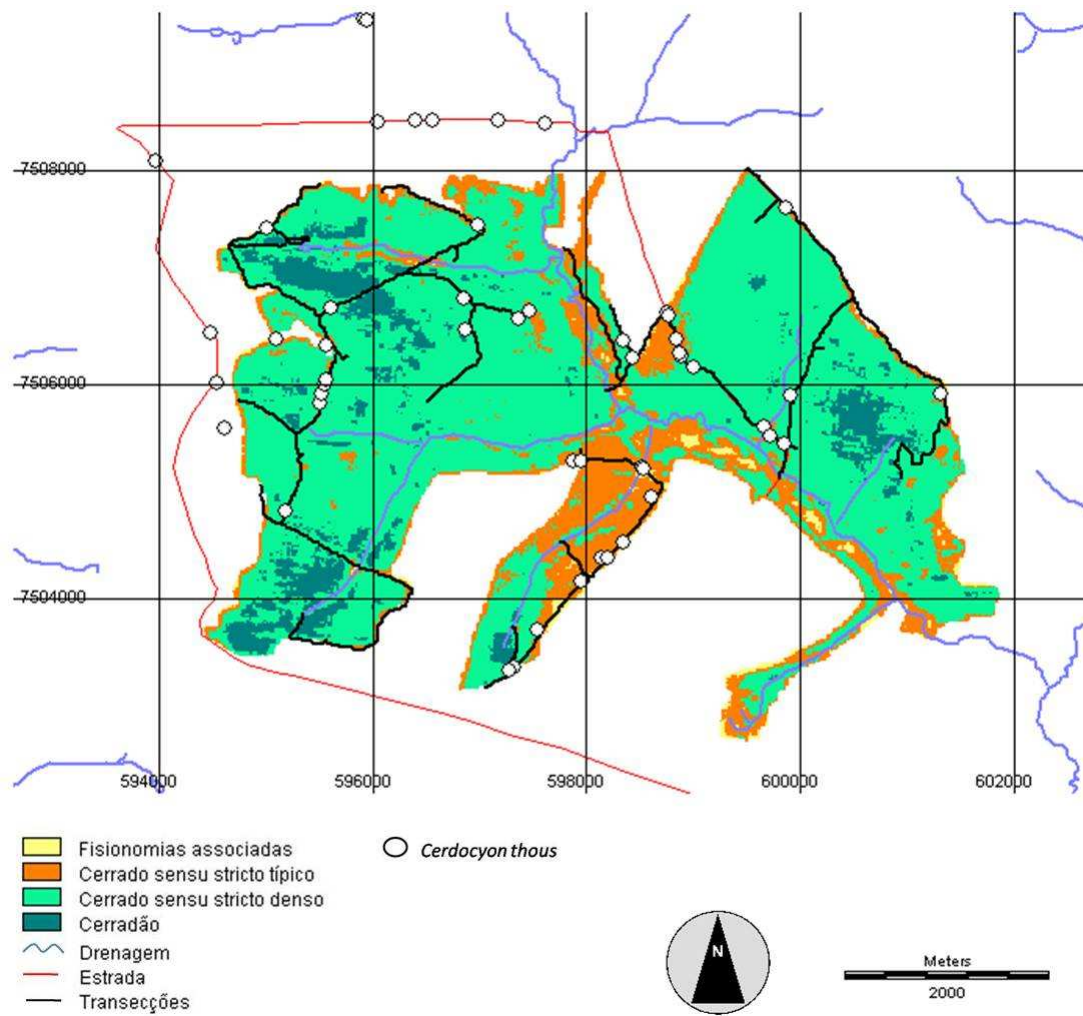 7508000
7506000
7504000
594000 596000 598000 600000 602000
Fisionomias associadas
Cerrado sensu stricto típico
Cerrado sensu stricto denso
Cerradão
Drenagem
Estrada
Transecções
Cerdocyon thous
N
Meters
2000